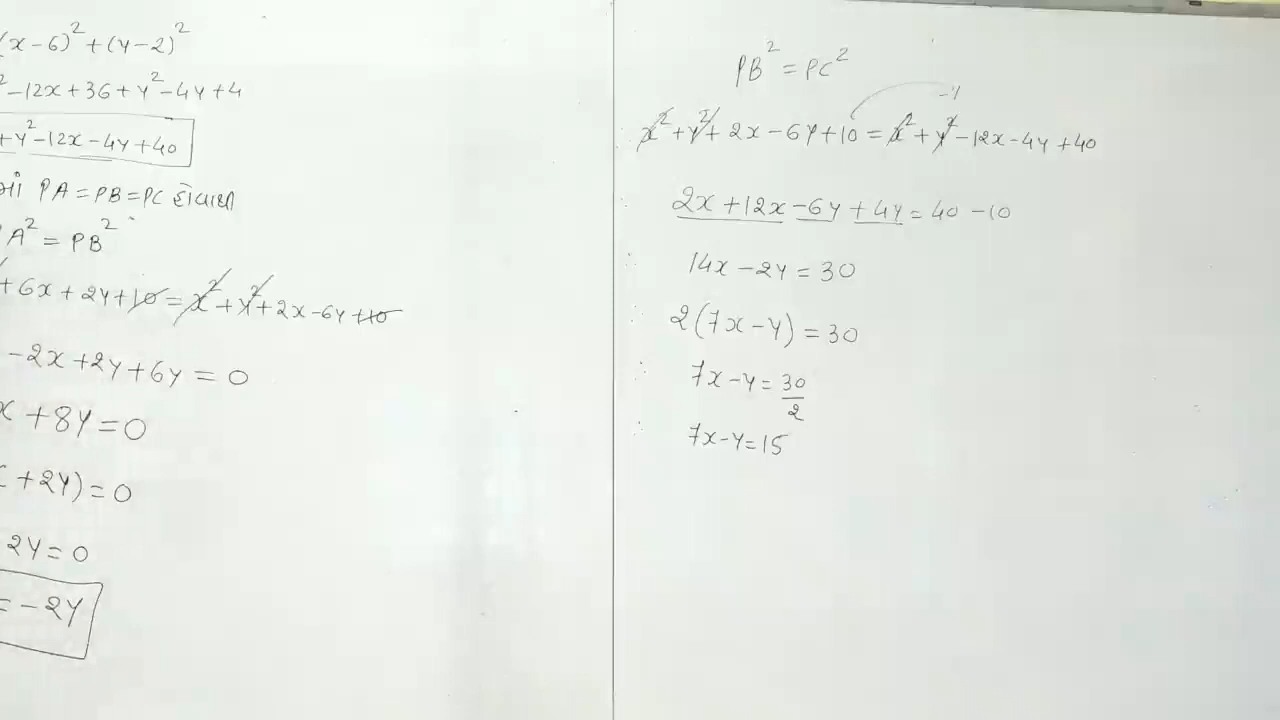 (x-6)²+(y-2)²
²-12x+36+y²-4y+4
+y²-12x-4y+40
માં PA=PB=PC હોવાથી
A²=PB²
+6x+2y+10=x²+y²+2x-6y+10
-2x+2y+6y=0
x+8y=0
+2y)=0
2y=0
=-2y
PB²=PC²
x²+y²+2x-6y+10=x²+y²-12x-4y+40
2x+12x-6y+4y=40-10
14x-2y=30
2(7x-y)=30
7x-y=30/2
7x-y=15